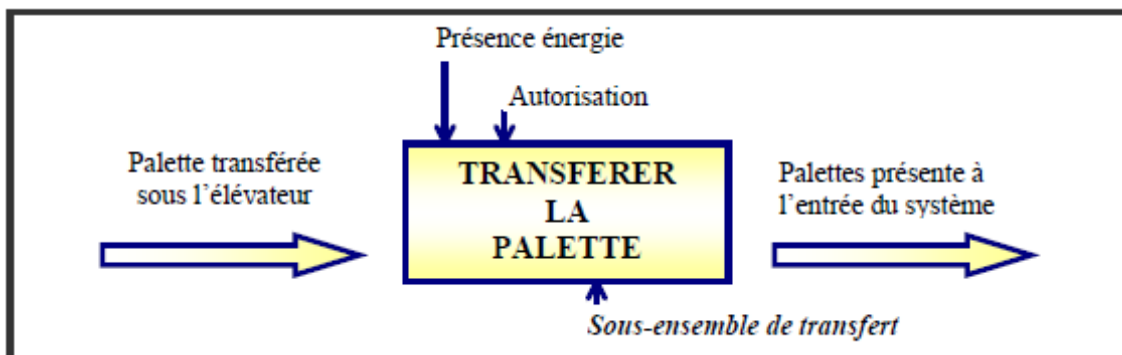 Présence énergie
Autorisation
Palette transférée
sous l'élévateur
TRANSFERER
LA
PALETTE
Palettes présente à
l'entrée du système
Sous-ensemble de transfert